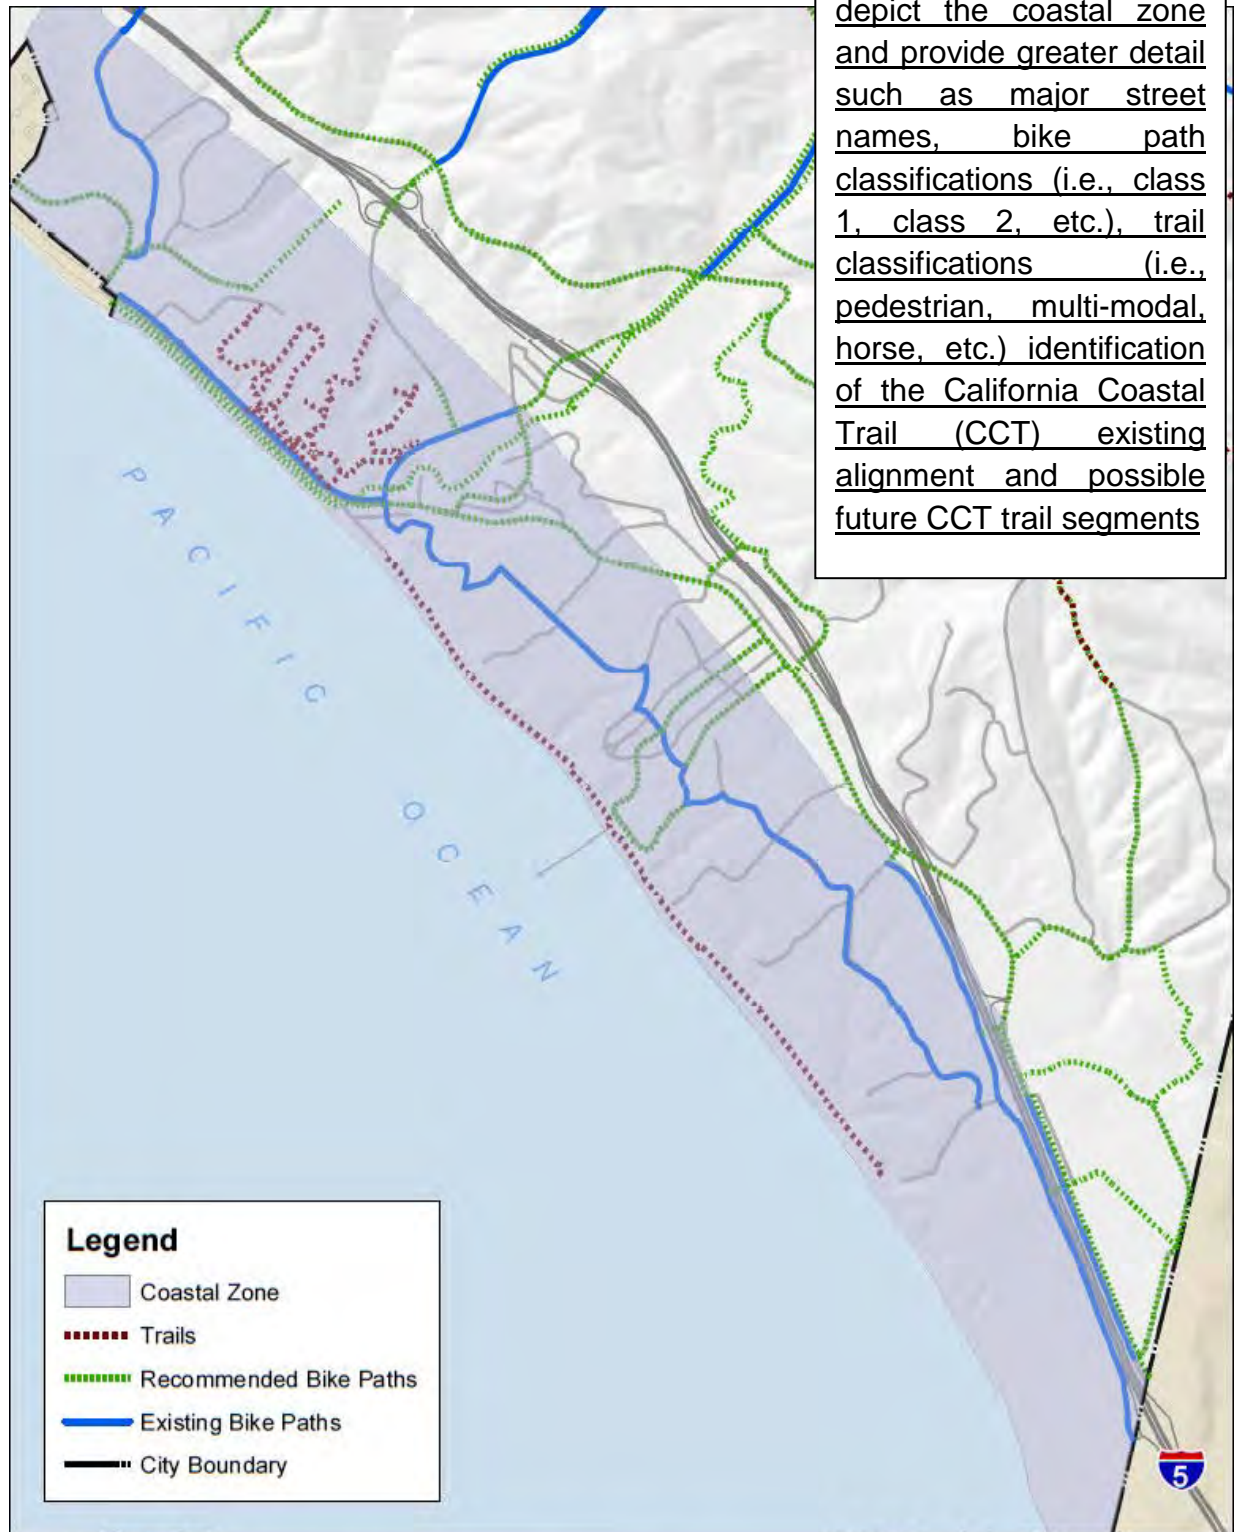 depict the coastal zone
and provide greater detail
such as major street
names, bike path
classifications (i.e., class
1, class 2, etc.), trail
classifications (i.e.,
pedestrian, multi-modal,
horse, etc.) identification
of the California Coastal
Trail (CCT) existing
alignment and possible
future CCT trail segments
PACIFIC OCEAN
Legend
Coastal Zone
Trails
Recommended Bike Paths
Existing Bike Paths
City Boundary
5